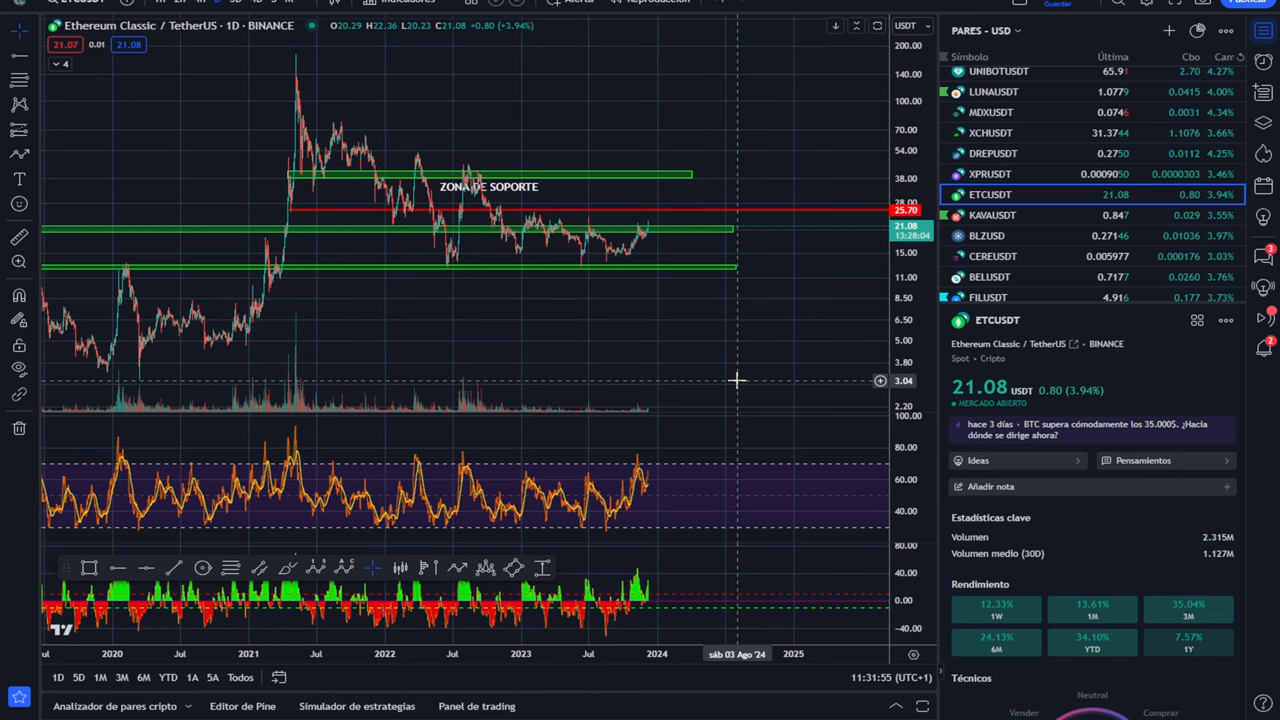 Guardar
Ethereum Classic / TetherUS · 1D · BINANCE
O20.29 H22.36 L20.23 C21.08 +0.80 (+3.94%)
21.07 0.01 21.08
4
USDT
200.00
140.00
100.00
70.00
54.00
38.00
28.00
25.70
21.08
13:28:04
15.00
11.00
8.50
6.50
5.00
3.80
3.04
2.20
ZONA DE SOPORTE
100.00
80.00
60.00
40.00
80.00
40.00
0.00
-40.00
2020
Jul
2021
Jul
2022
Jul
2023
Jul
2024
sáb 03 Ago '24
2025
1D 5D 1M 3M 6M YTD 1A 5A Todos
11:31:55 (UTC+1)
Analizador de pares cripto
Editor de Pine
Simulador de estrategias
Panel de trading
PARES - USD
Símbolo Última Cbo Cam
UNIBOTUSDT 65.91 2.70 4.27%
LUNAUSDT 1.0779 0.0415 4.00%
MDXUSDT 0.0746 0.0031 4.34%
XCHUSDT 31.3744 1.1076 3.66%
DREPUSDT 0.2750 0.0112 4.25%
XPRUSDT 0.0009050 0.0000303 3.46%
ETCUSDT 21.08 0.80 3.94%
KAVAUSDT 0.847 0.029 3.55%
BLZUSD 0.27146 0.01036 3.97%
CEREUSDT 0.005977 0.000176 3.03%
BELUSDT 0.7177 0.0260 3.76%
FILUSDT 4.916 0.177 3.73%
ETCUSDT
Ethereum Classic / TetherUS · BINANCE
Spot · Cripto
21.08 USDT 0.80 (3.94%)
MERCADO ABIERTO
hace 3 días · BTC supera cómodamente los 35.000$. ¿Hacia
dónde se dirige ahora?
Ideas
Pensamientos
Añadir nota
Estadísticas clave
Volumen 2.315M
Volumen medio (30D) 1.127M
Rendimiento
12.33%
1W
13.61%
1M
35.04%
3M
24.13%
6M
34.10%
YTD
7.57%
1Y
Técnicos
Neutral
Vender
Comprar
3
2